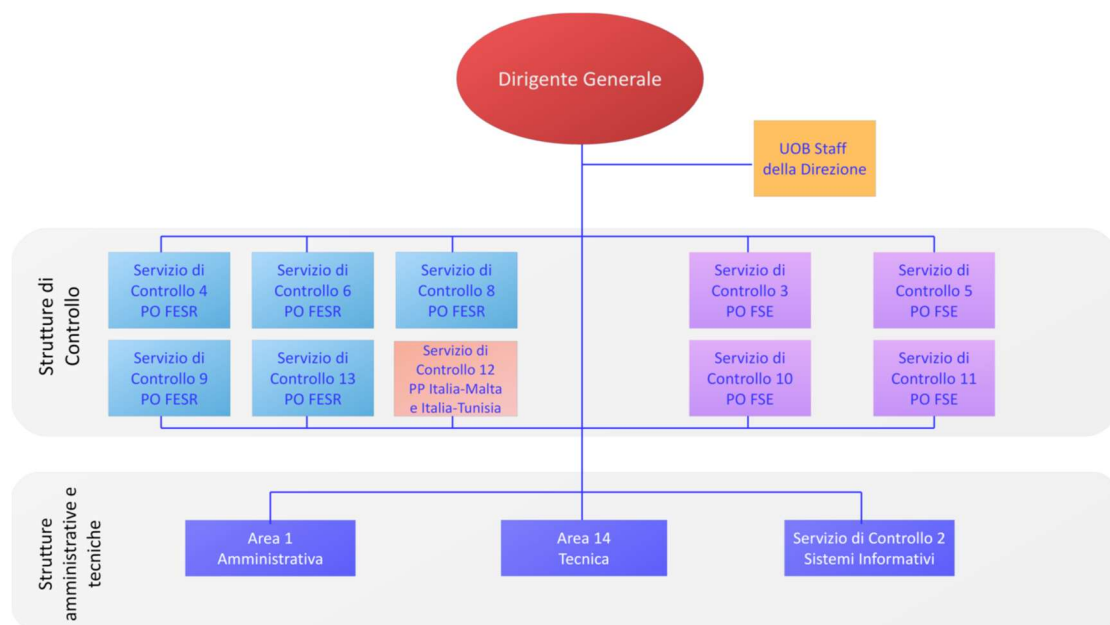 Dirigente Generale
UOB Staff
della Direzione
Strutture di
Controllo
Servizio di
Controllo 4
PO FESR
Servizio di
Controllo 6
PO FESR
Servizio di
Controllo 8
PO FESR
Servizio di
Controllo 3
PO FSE
Servizio di
Controllo 5
PO FSE
Servizio di
Controllo 9
PO FESR
Servizio di
Controllo 13
PO FESR
Servizio di
Controllo 12
PP Italia-Malta
e Italia-Tunisia
Servizio di
Controllo 10
PO FSE
Servizio di
Controllo 11
PO FSE
Strutture
amministrative e
tecniche
Area 1
Amministrativa
Area 14
Tecnica
Servizio di Controllo 2
Sistemi Informativi